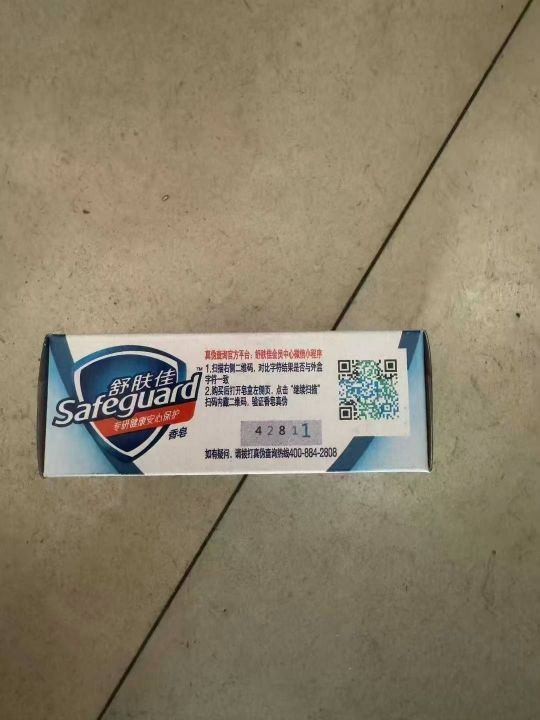 舒肤佳
Safeguard™
专研健康安心保护
香皂
真伪查询官方平台：舒肤佳会员中心微信小程序
1.扫描右侧二维码，对比字符结果是否与外盒
字符一致
2.购买后打开皂盒左侧页，点击“继续扫描”
扫码内藏二维码，验证香皂真伪
42811
如有疑问，请拨打真伪查询热线400-884-2808